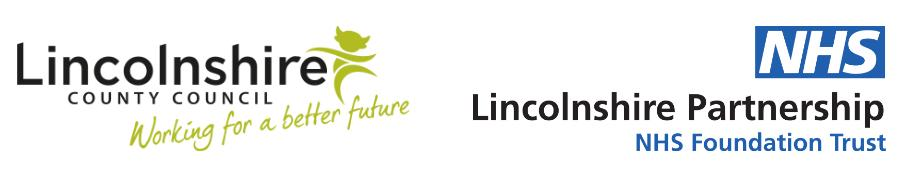 Lincolnshire
COUNTY COUNCIL
Working for a better future
NHS
Lincolnshire Partnership
NHS Foundation Trust